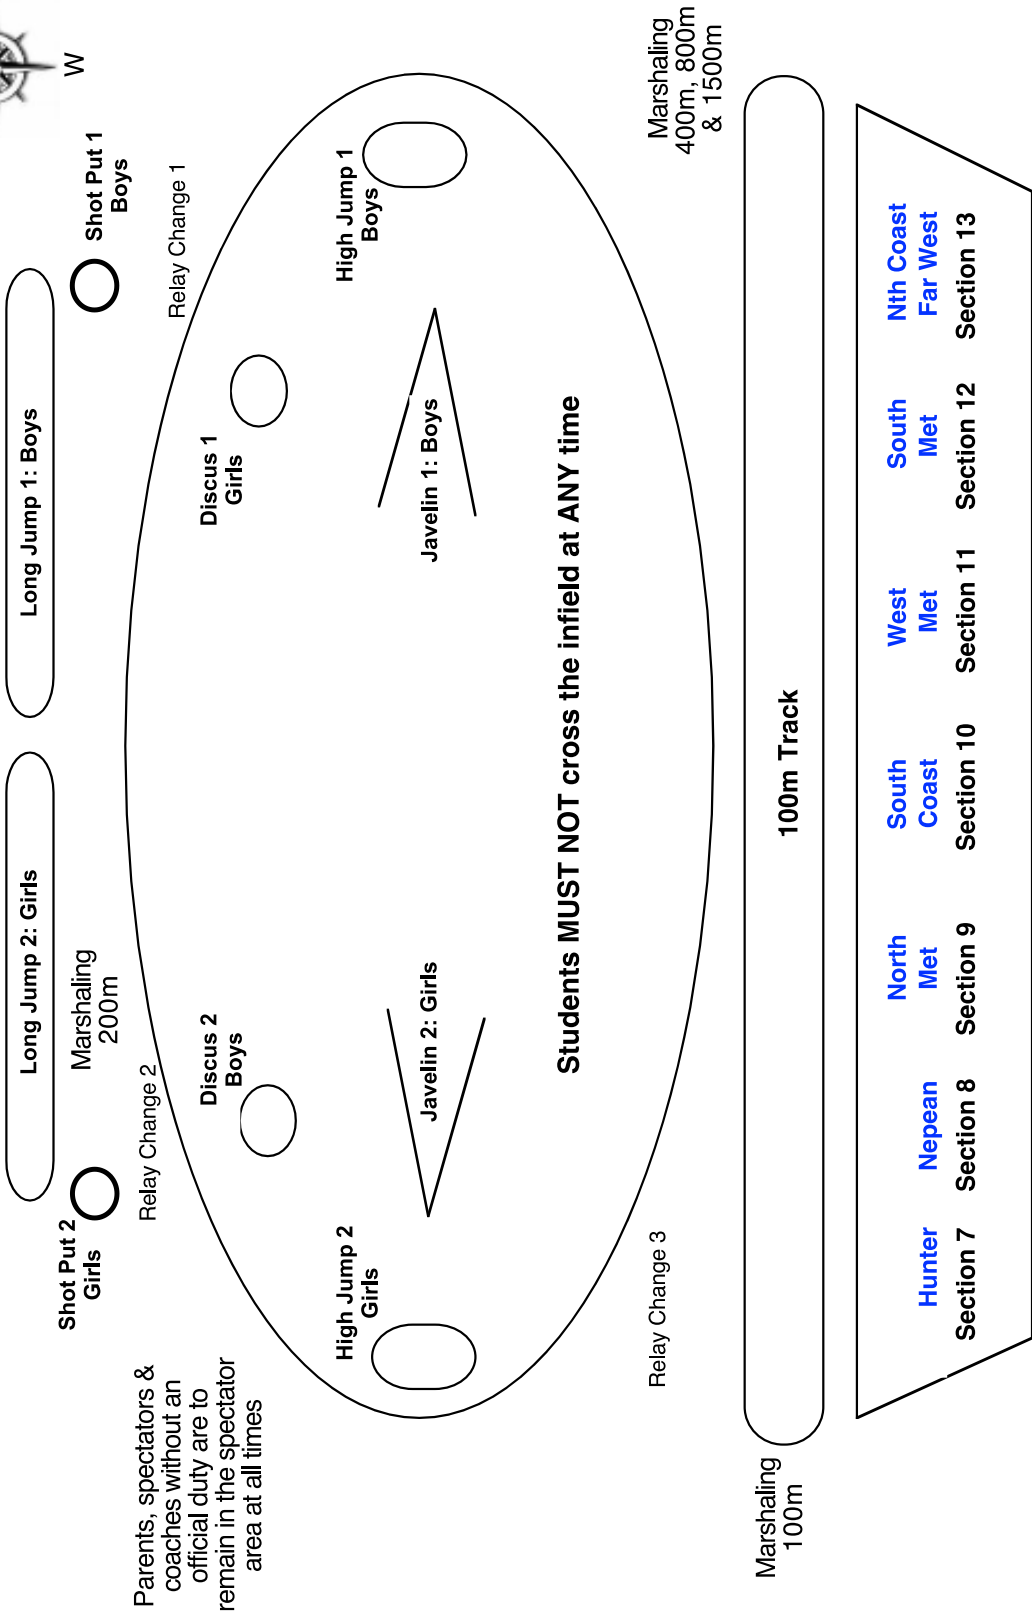 W
Long Jump 2: Girls
Long Jump 1: Boys
Shot Put 2
Girls
Marshaling
200m
Shot Put 1
Boys
Relay Change 2
Relay Change 1
Parents, spectators &
coaches without an
official duty are to
remain in the spectator
area at all times
Discus 2
Boys
Discus 1
Girls
High Jump 2
Girls
High Jump 1
Boys
Javelin 2: Girls
Javelin 1: Boys
Students MUST NOT cross the infield at ANY time
Relay Change 3
Marshaling
400m, 800m
& 1500m
Marshaling
100m
100m Track
Hunter
Section 7
Nepean
Section 8
North
Met
Section 9
South
Coast
Section 10
West
Met
Section 11
South
Met
Section 12
Nth Coast
Far West
Section 13